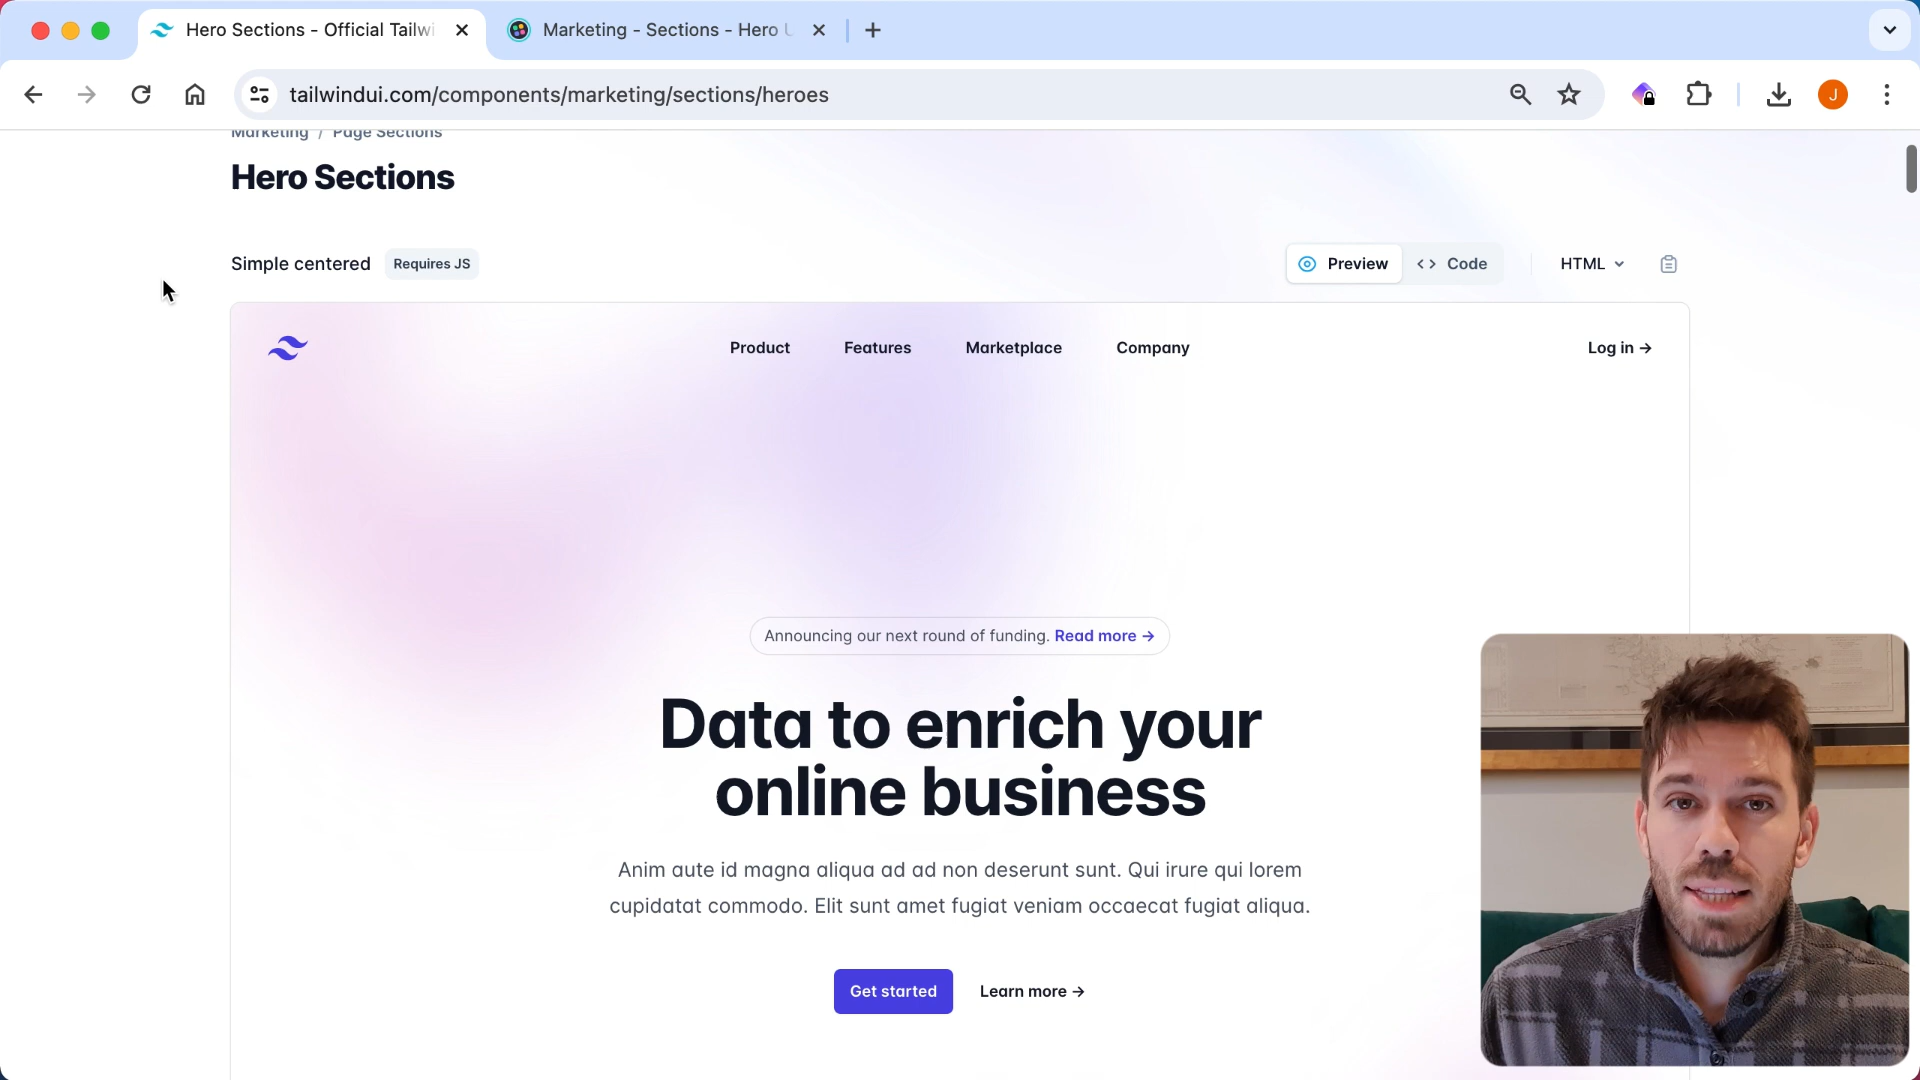 Hero Sections - Official Tailwi
Marketing - Sections - Hero U
tailwindui.com/components/marketing/sections/heroes
J
Marketing / Page Sections
Hero Sections
Simple centered
Requires JS
Preview
Code
HTML
Product
Features
Marketplace
Company
Log in →
Announcing our next round of funding. Read more →
Data to enrich your
online business
Anim aute id magna aliqua ad ad non deserunt sunt. Qui irure qui lorem
cupidatat commodo. Elit sunt amet fugiat veniam occaecat fugiat aliqua.
Get started
Learn more →